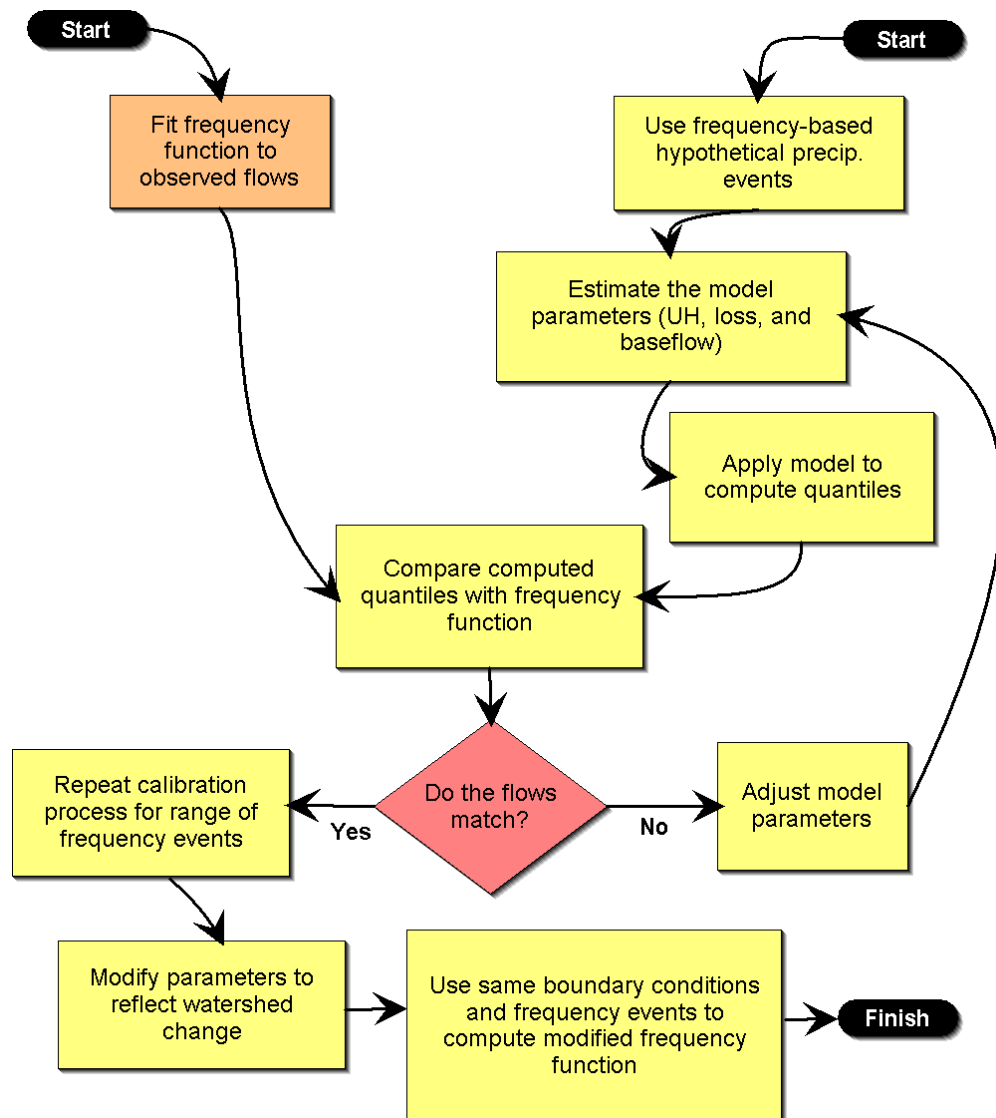 Start
Start
Fit frequency
function to
observed flows
Use frequency-based
hypothetical precip.
events
Estimate the model
parameters (UH, loss, and
baseflow)
Apply model to
compute quantiles
Compare computed
quantiles with frequency
function
Do the flows
match?
Yes
No
Repeat calibration
process for range of
frequency events
Adjust model
parameters
Modify parameters to
reflect watershed
change
Use same boundary conditions
and frequency events to
compute modified frequency
function
Finish